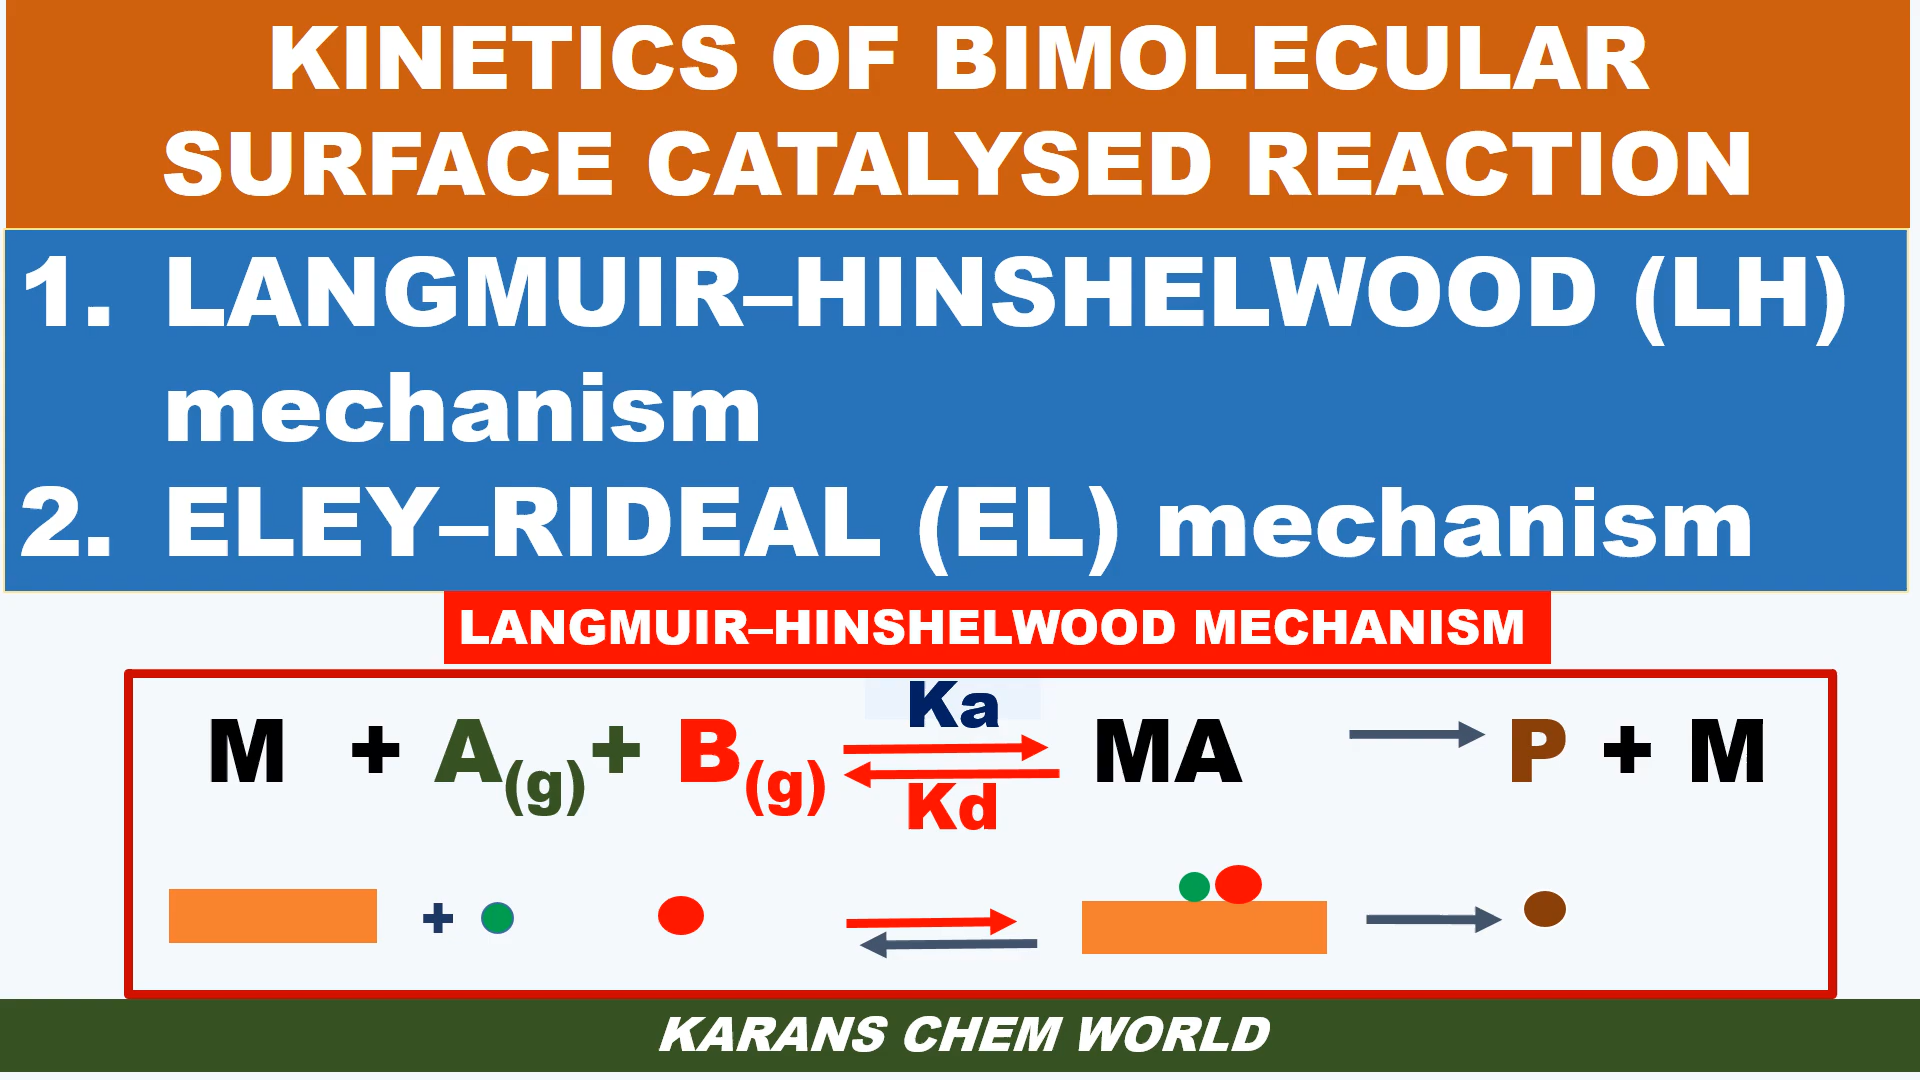 KINETICS OF BIMOLECULAR
SURFACE CATALYSED REACTION
1. LANGMUIR–HINSHELWOOD (LH)
mechanism
2. ELEY–RIDEAL (EL) mechanism
LANGMUIR–HINSHELWOOD MECHANISM
Ka
M + A(g)+ B(g) MA P + M
Kd
+
KARANS CHEM WORLD